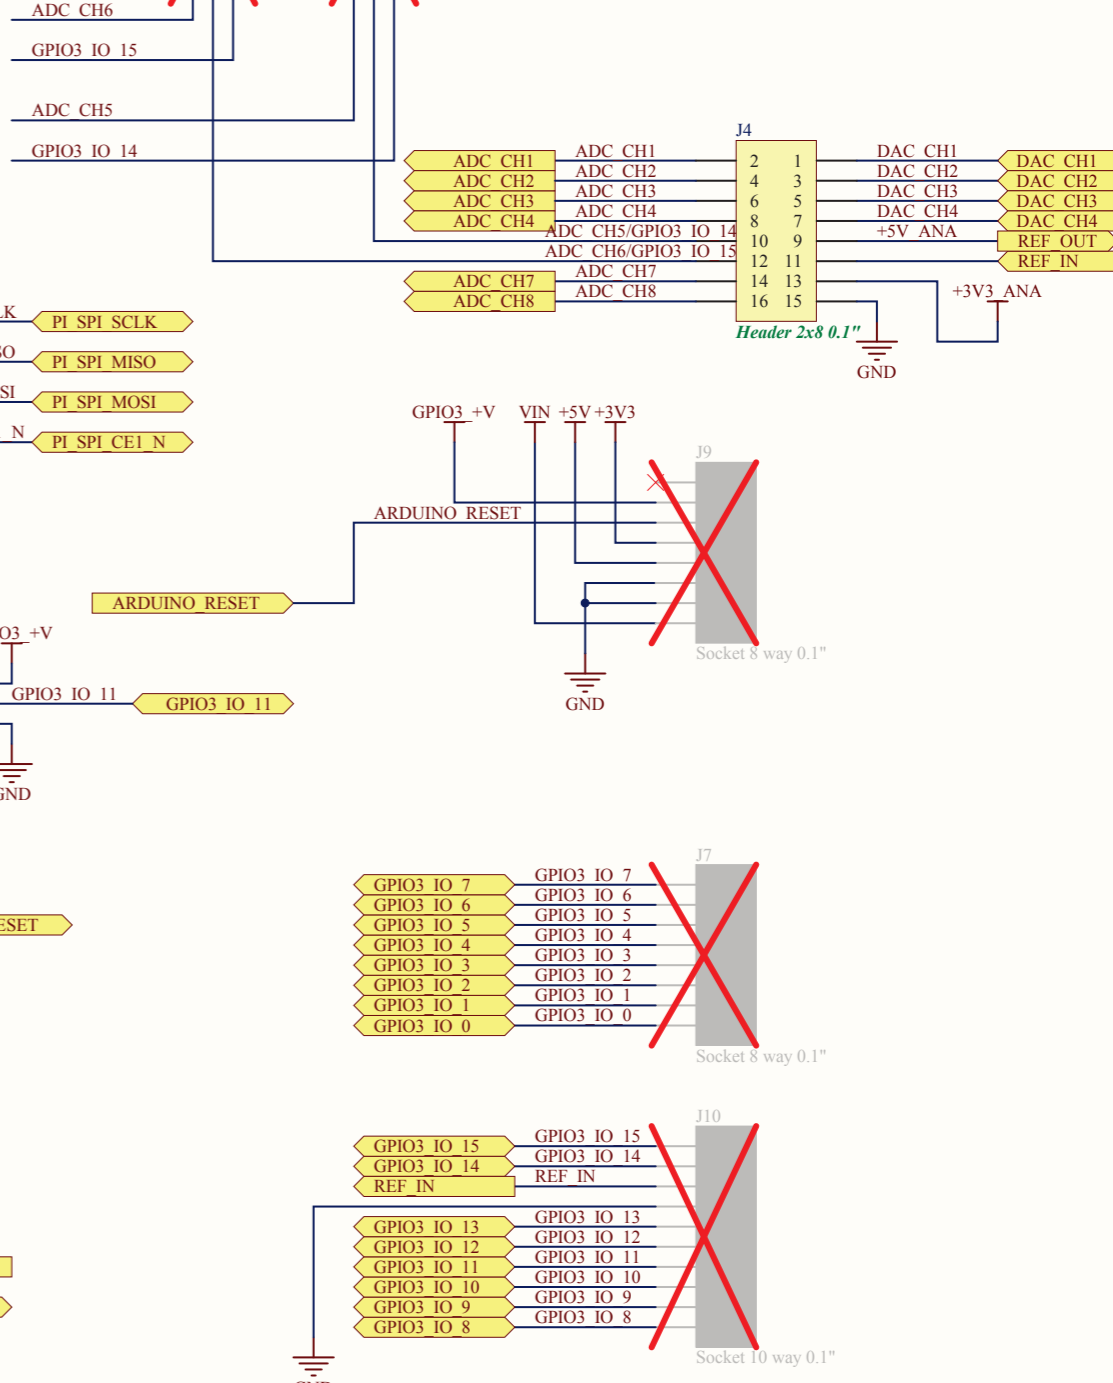 ADC_CH6
GPIO3_IO_15
ADC_CH5
GPIO3_IO_14
J4
ADC_CH1 ADC_CH1 2 1 DAC_CH1 DAC_CH1
ADC_CH2 ADC_CH2 4 3 DAC_CH2 DAC_CH2
ADC_CH3 ADC_CH3 6 5 DAC_CH3 DAC_CH3
ADC_CH4 ADC_CH4 8 7 DAC_CH4 DAC_CH4
ADC_CH5/GPIO3_IO_14 10 9 +5V_ANA REF_OUT
ADC_CH6/GPIO3_IO_15 12 11 REF_IN
ADC_CH7 ADC_CH7 14 13
ADC_CH8 ADC_CH8 16 15 +3V3_ANA
Header 2x8 0.1"
GND
LK PI_SPI_SCLK
SO PI_SPI_MISO
SI PI_SPI_MOSI
N PI_SPI_CE1_N
GPIO3_+V VIN +5V +3V3
J9
ARDUINO_RESET
ARDUINO_RESET
Socket 8 way 0.1"
GND
O3_+V
GPIO3_IO_11 GPIO3_IO_11
GND
J7
GPIO3_IO_7 GPIO3_IO_7
GPIO3_IO_6 GPIO3_IO_6
GPIO3_IO_5 GPIO3_IO_5
GPIO3_IO_4 GPIO3_IO_4
GPIO3_IO_3 GPIO3_IO_3
GPIO3_IO_2 GPIO3_IO_2
GPIO3_IO_1 GPIO3_IO_1
GPIO3_IO_0 GPIO3_IO_0
Socket 8 way 0.1"
ESET
J10
GPIO3_IO_15 GPIO3_IO_15
GPIO3_IO_14 GPIO3_IO_14
REF_IN REF_IN
GPIO3_IO_13 GPIO3_IO_13
GPIO3_IO_12 GPIO3_IO_12
GPIO3_IO_11 GPIO3_IO_11
GPIO3_IO_10 GPIO3_IO_10
GPIO3_IO_9 GPIO3_IO_9
GPIO3_IO_8 GPIO3_IO_8
Socket 10 way 0.1"